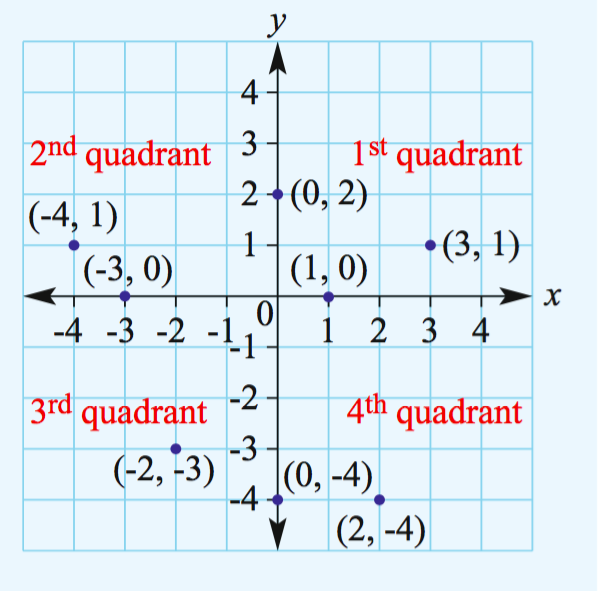 y
4
2nd quadrant 3 1st quadrant
2 (0, 2)
(-4, 1)
1 (3, 1)
(-3, 0) (1, 0)
x
0
-4 -3 -2 -1 1 2 3 4
-1
-2
3rd quadrant 4th quadrant
-3
(-2, -3) (0, -4)
-4
(2, -4)